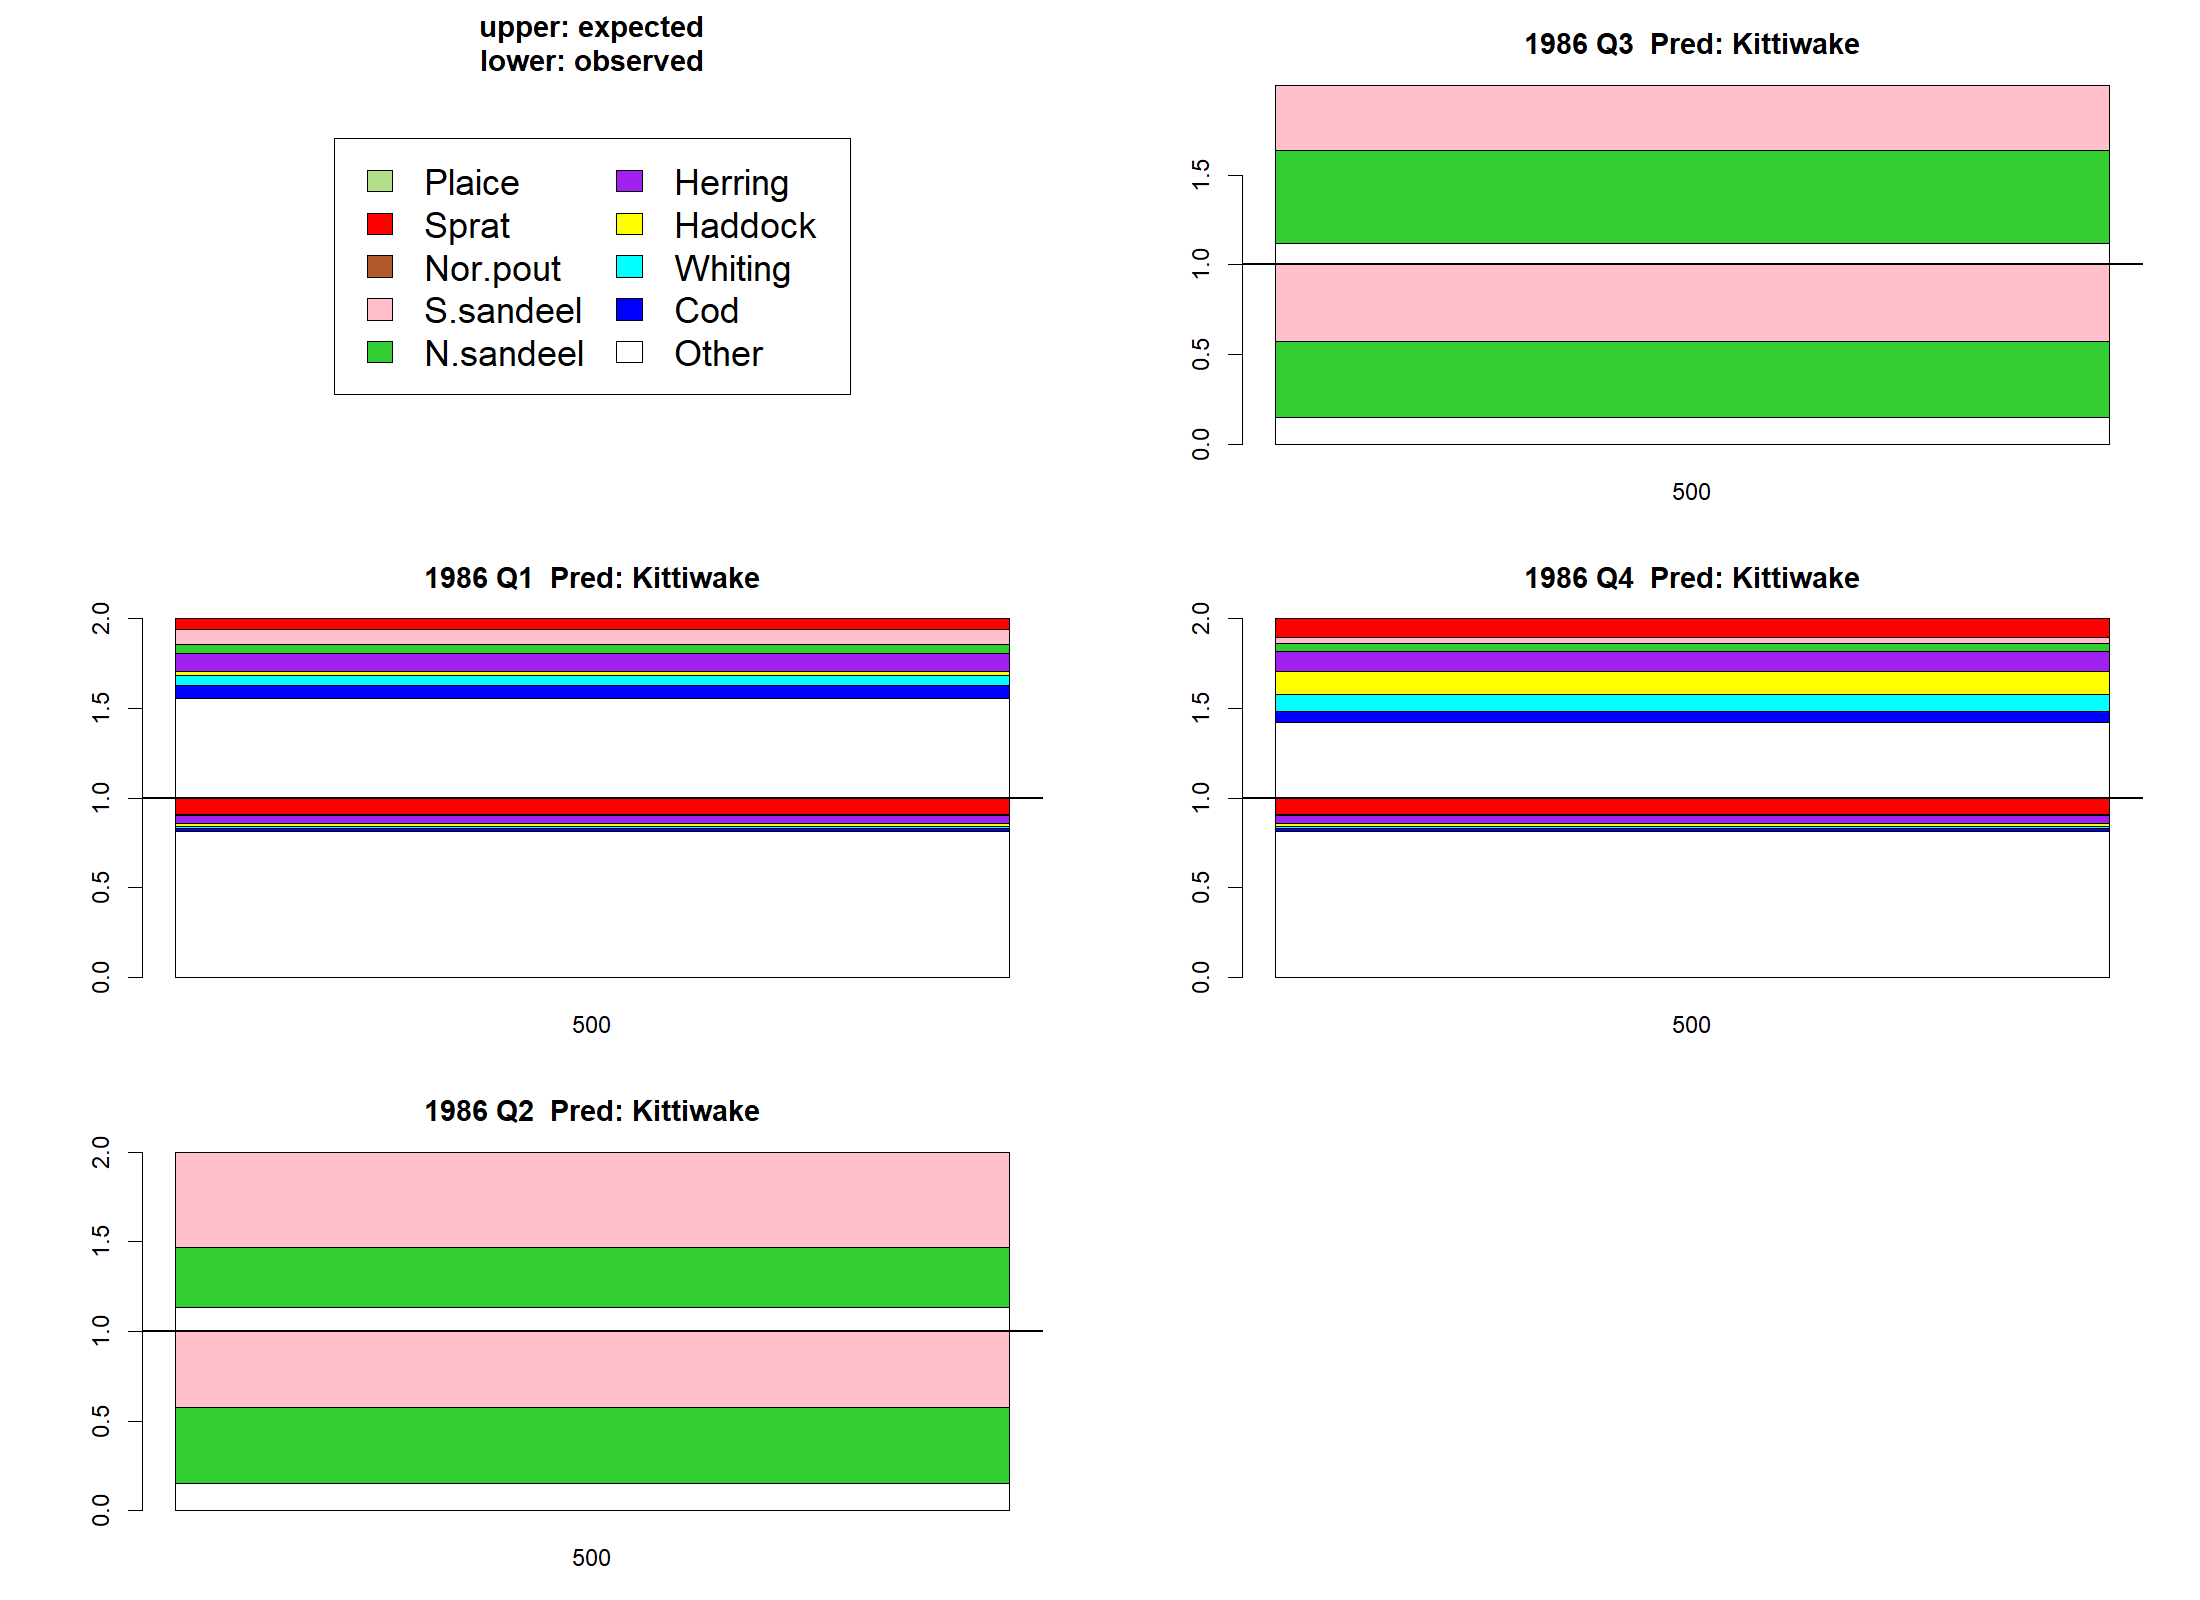 upper: expected
lower: observed
Plaice
Sprat
Nor.pout
S.sandeel
N.sandeel
Herring
Haddock
Whiting
Cod
Other
1986 Q3  Pred: Kittiwake
1.5
1.0
0.5
0.0
500
1986 Q1  Pred: Kittiwake
2.0
1.5
1.0
0.5
0.0
500
1986 Q4  Pred: Kittiwake
2.0
1.5
1.0
0.5
0.0
500
1986 Q2  Pred: Kittiwake
2.0
1.5
1.0
0.5
0.0
500